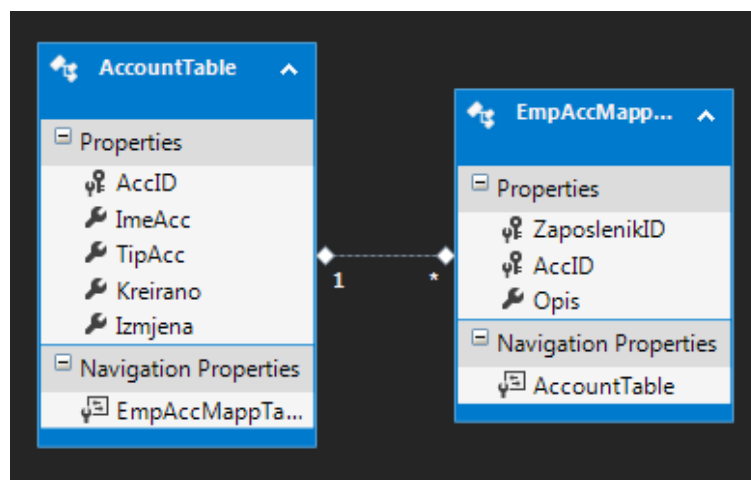 AccountTable
Properties
AccID
ImeAcc
TipAcc
Kreirano
Izmjena
Navigation Properties
EmpAccMappTa...
1
*
EmpAccMapp...
Properties
ZaposlenikID
AccID
Opis
Navigation Properties
AccountTable